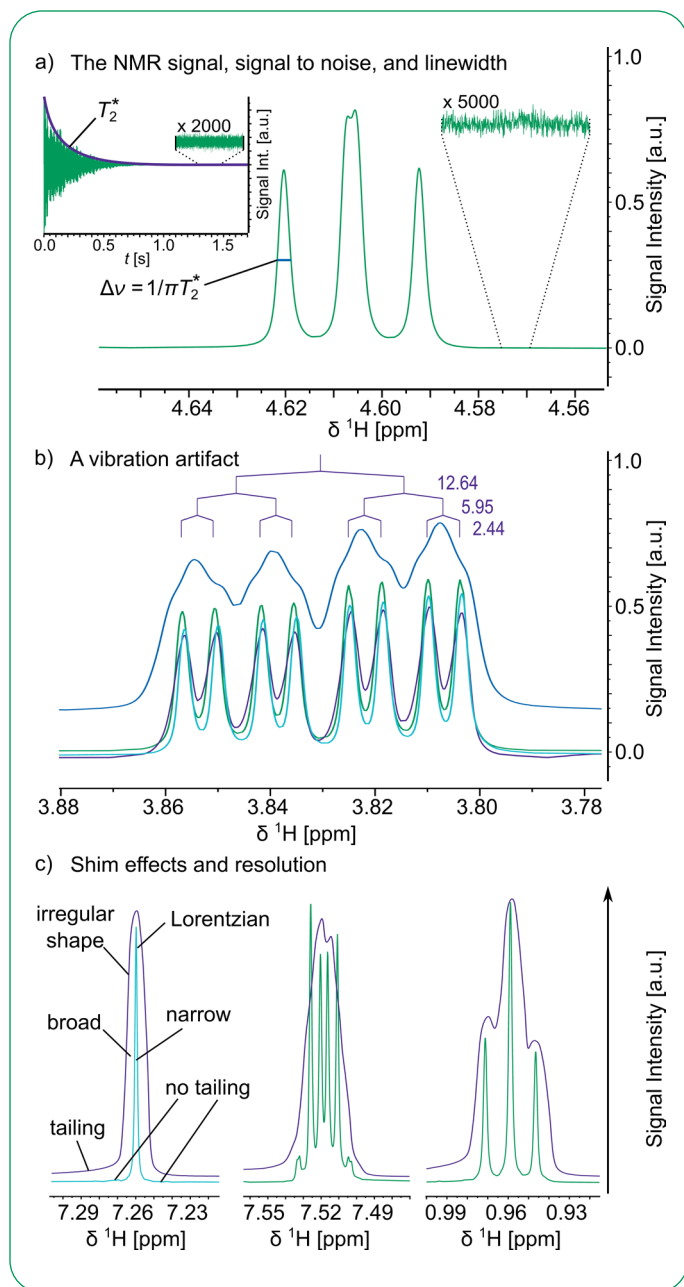 a) The NMR signal, signal to noise, and linewidth
T2*
x 2000
Signal Int. [a.u.]
0.0 0.5 1.0 1.5
t [s]
x 5000
Δν = 1/πT2*
1.0
0.5
0.0
Signal Intensity [a.u.]
4.64 4.62 4.60 4.58 4.56
δ ¹H [ppm]
b) A vibration artifact
12.64
5.95
2.44
1.0
0.5
0.0
Signal Intensity [a.u.]
3.88 3.86 3.84 3.82 3.80 3.78
δ ¹H [ppm]
c) Shim effects and resolution
irregular
shape
Lorentzian
broad
narrow
no tailing
tailing
Signal Intensity [a.u.]
7.29 7.26 7.23
δ ¹H [ppm]
7.55 7.52 7.49
δ ¹H [ppm]
0.99 0.96 0.93
δ ¹H [ppm]